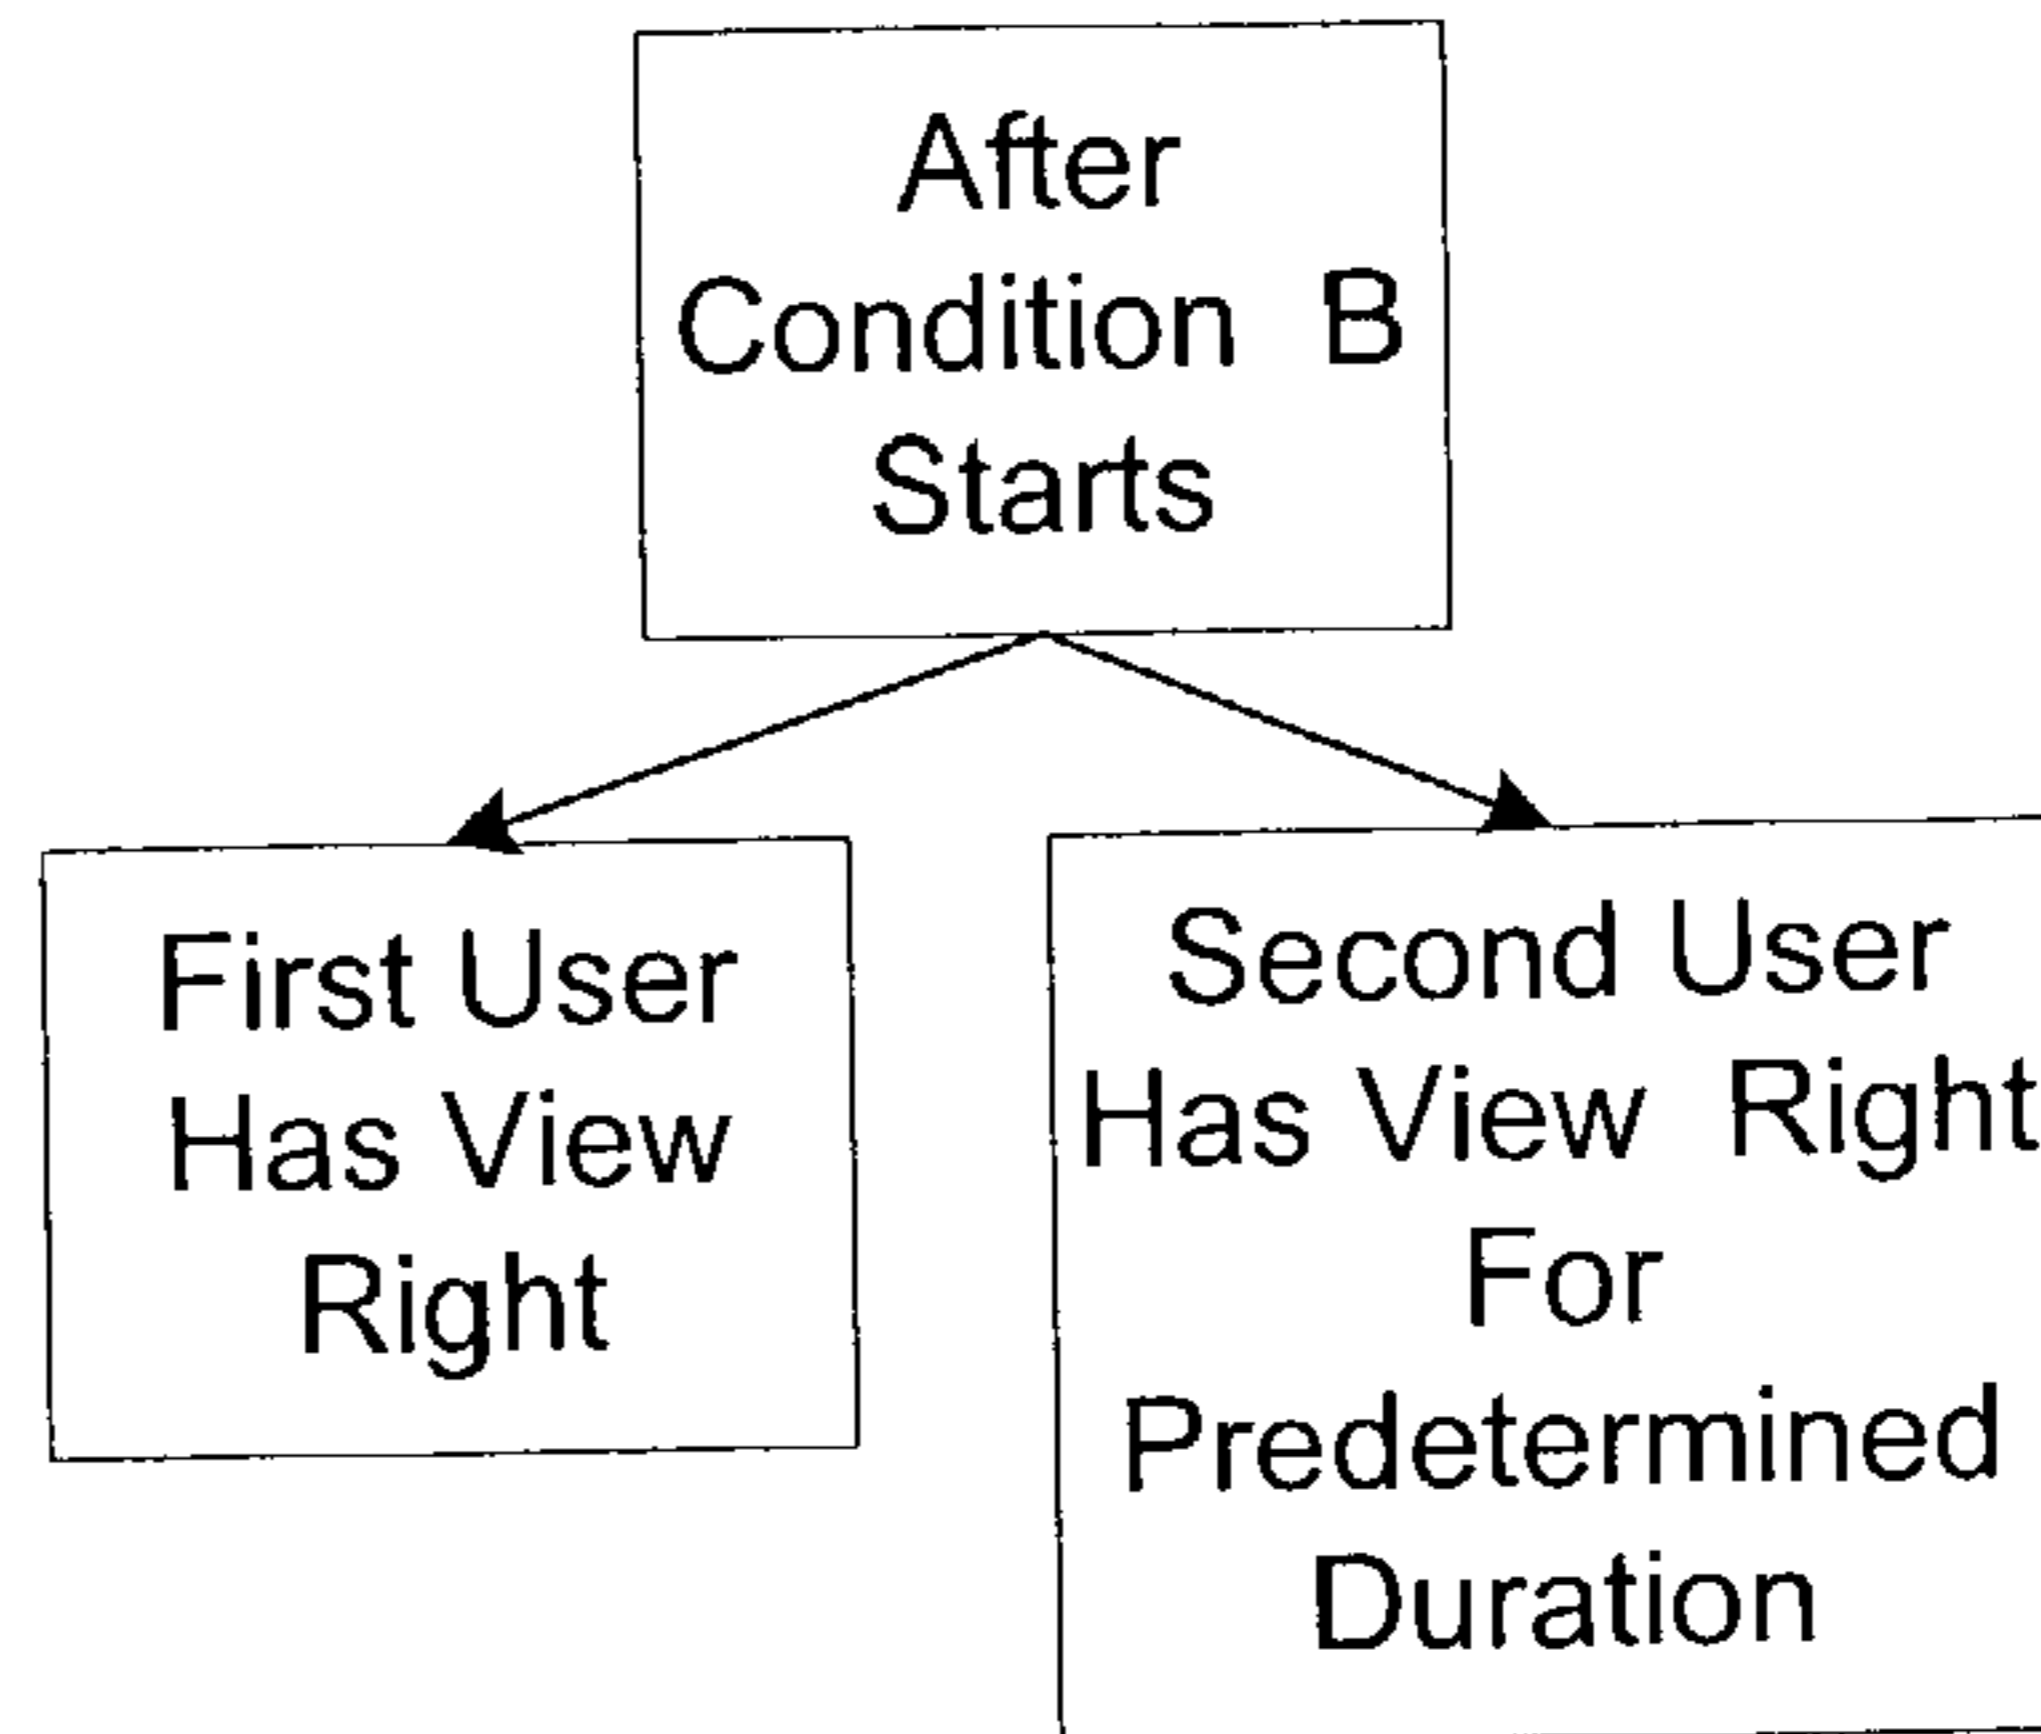 After
Condition B
Starts
First User
Has View
Right
Second User
Has View Right
For
Predetermined
Duration